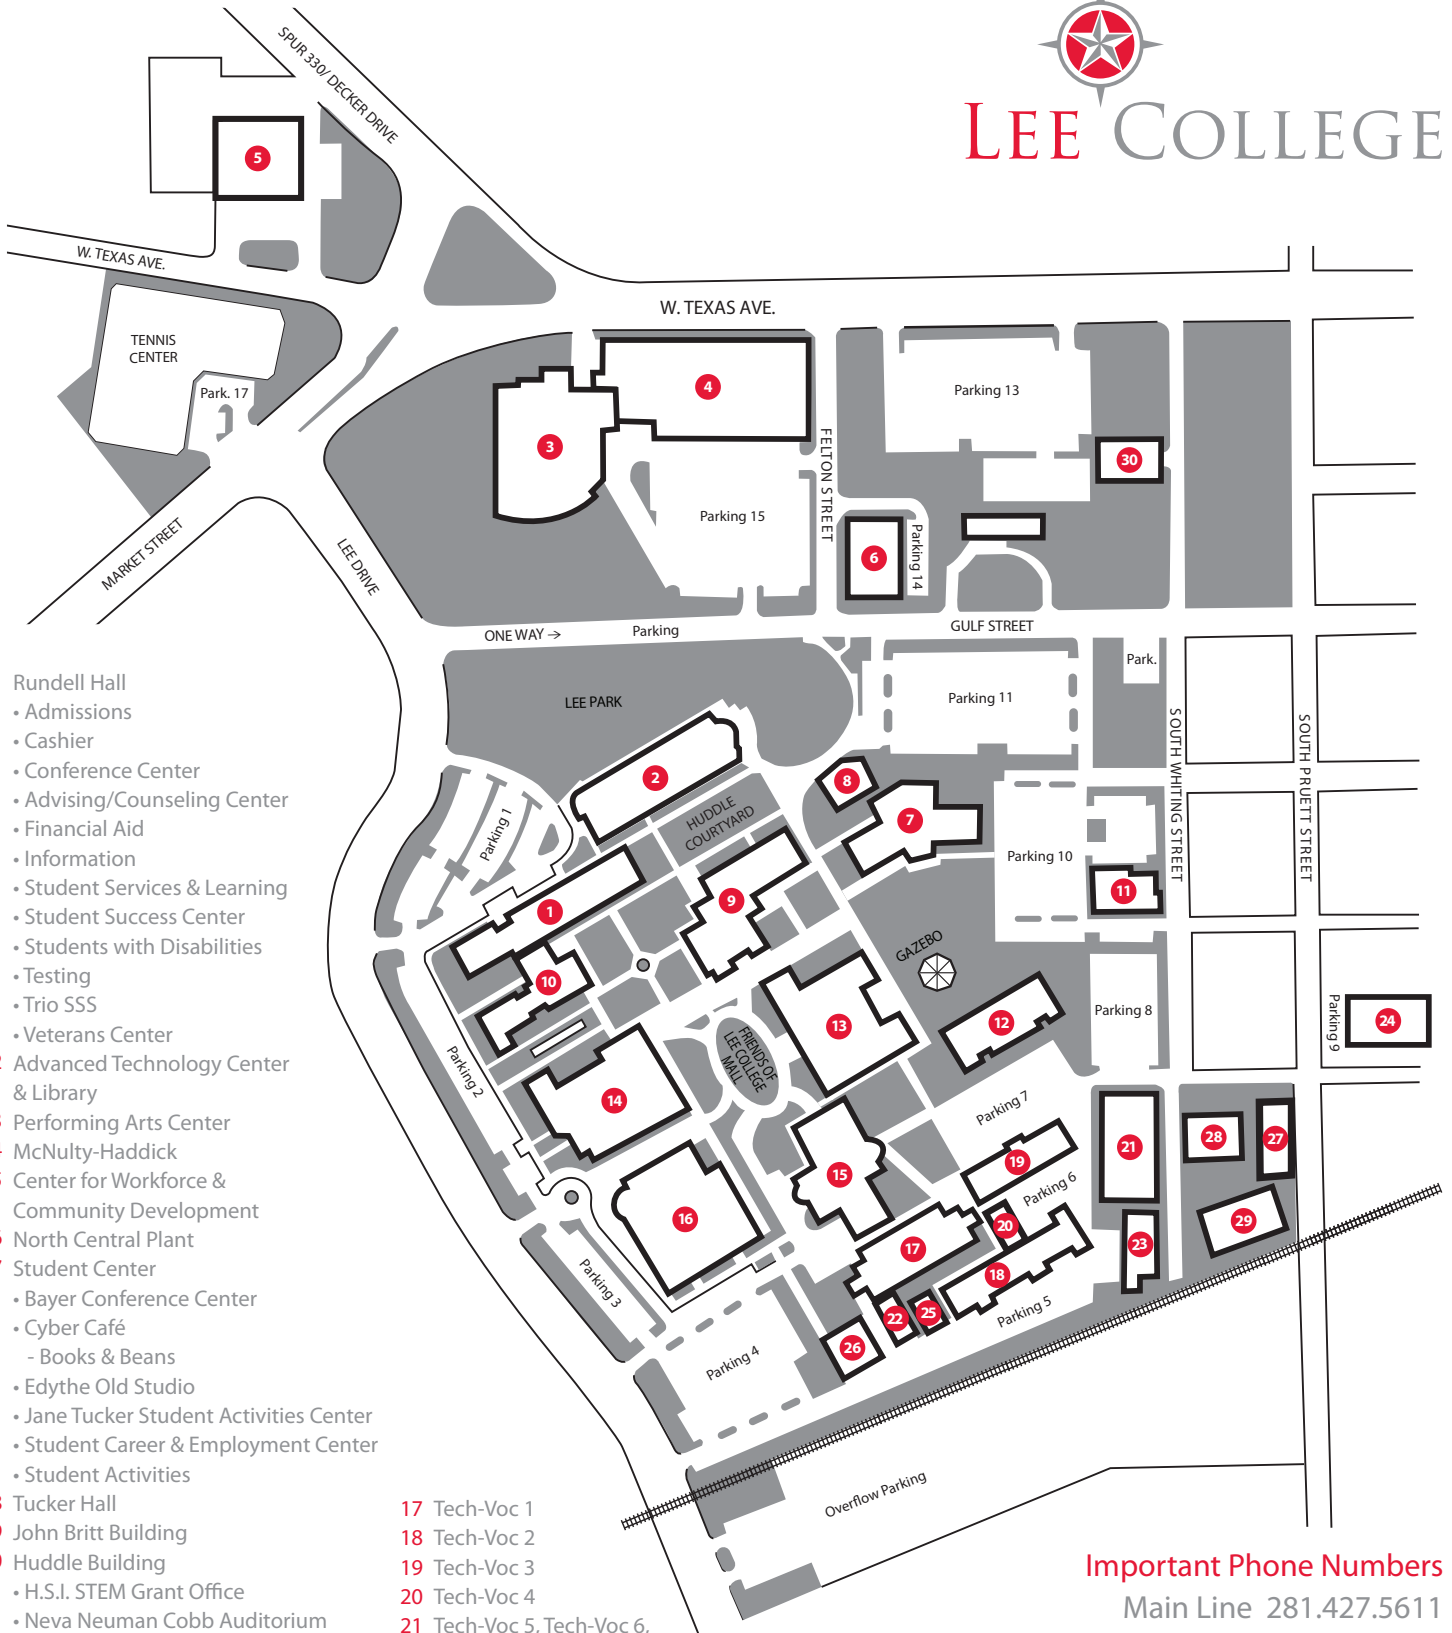 LEE COLLEGE
SPUR 330/ DECKER DRIVE
5
W. TEXAS AVE.
W. TEXAS AVE.
TENNIS
CENTER
Park. 17
4
3
Parking 13
30
FELTON STREET
Parking 15
6
Parking 14
MARKET STREET
LEE DRIVE
ONE WAY →
Parking
GULF STREET
Park.
LEE PARK
Parking 11
SOUTH WHITING STREET
SOUTH PRUETT STREET
2
8
7
HUDDLE
COURTYARD
Parking 1
Parking 10
11
1
9
GAZEBO
10
13
12
Parking 8
Parking 9
24
FRIENDS OF
LEE COLLEGE
MALL
Parking 2
14
Parking 7
21
28
27
19
15
Parking 6
16
20
29
23
17
18
Parking 3
22
25
Parking 5
26
Parking 4
Overflow Parking
Rundell Hall
• Admissions
• Cashier
• Conference Center
• Advising/Counseling Center
• Financial Aid
• Information
• Student Services & Learning
• Student Success Center
• Students with Disabilities
• Testing
• Trio SSS
• Veterans Center
Advanced Technology Center
& Library
Performing Arts Center
McNulty-Haddick
Center for Workforce &
Community Development
North Central Plant
Student Center
• Bayer Conference Center
• Cyber Café
- Books & Beans
• Edythe Old Studio
• Jane Tucker Student Activities Center
• Student Career & Employment Center
• Student Activities
Tucker Hall
John Britt Building
Huddle Building
• H.S.I. STEM Grant Office
• Neva Neuman Cobb Auditorium
17 Tech-Voc 1
18 Tech-Voc 2
19 Tech-Voc 3
20 Tech-Voc 4
21 Tech-Voc 5, Tech-Voc 6,
Important Phone Numbers
Main Line 281.427.5611